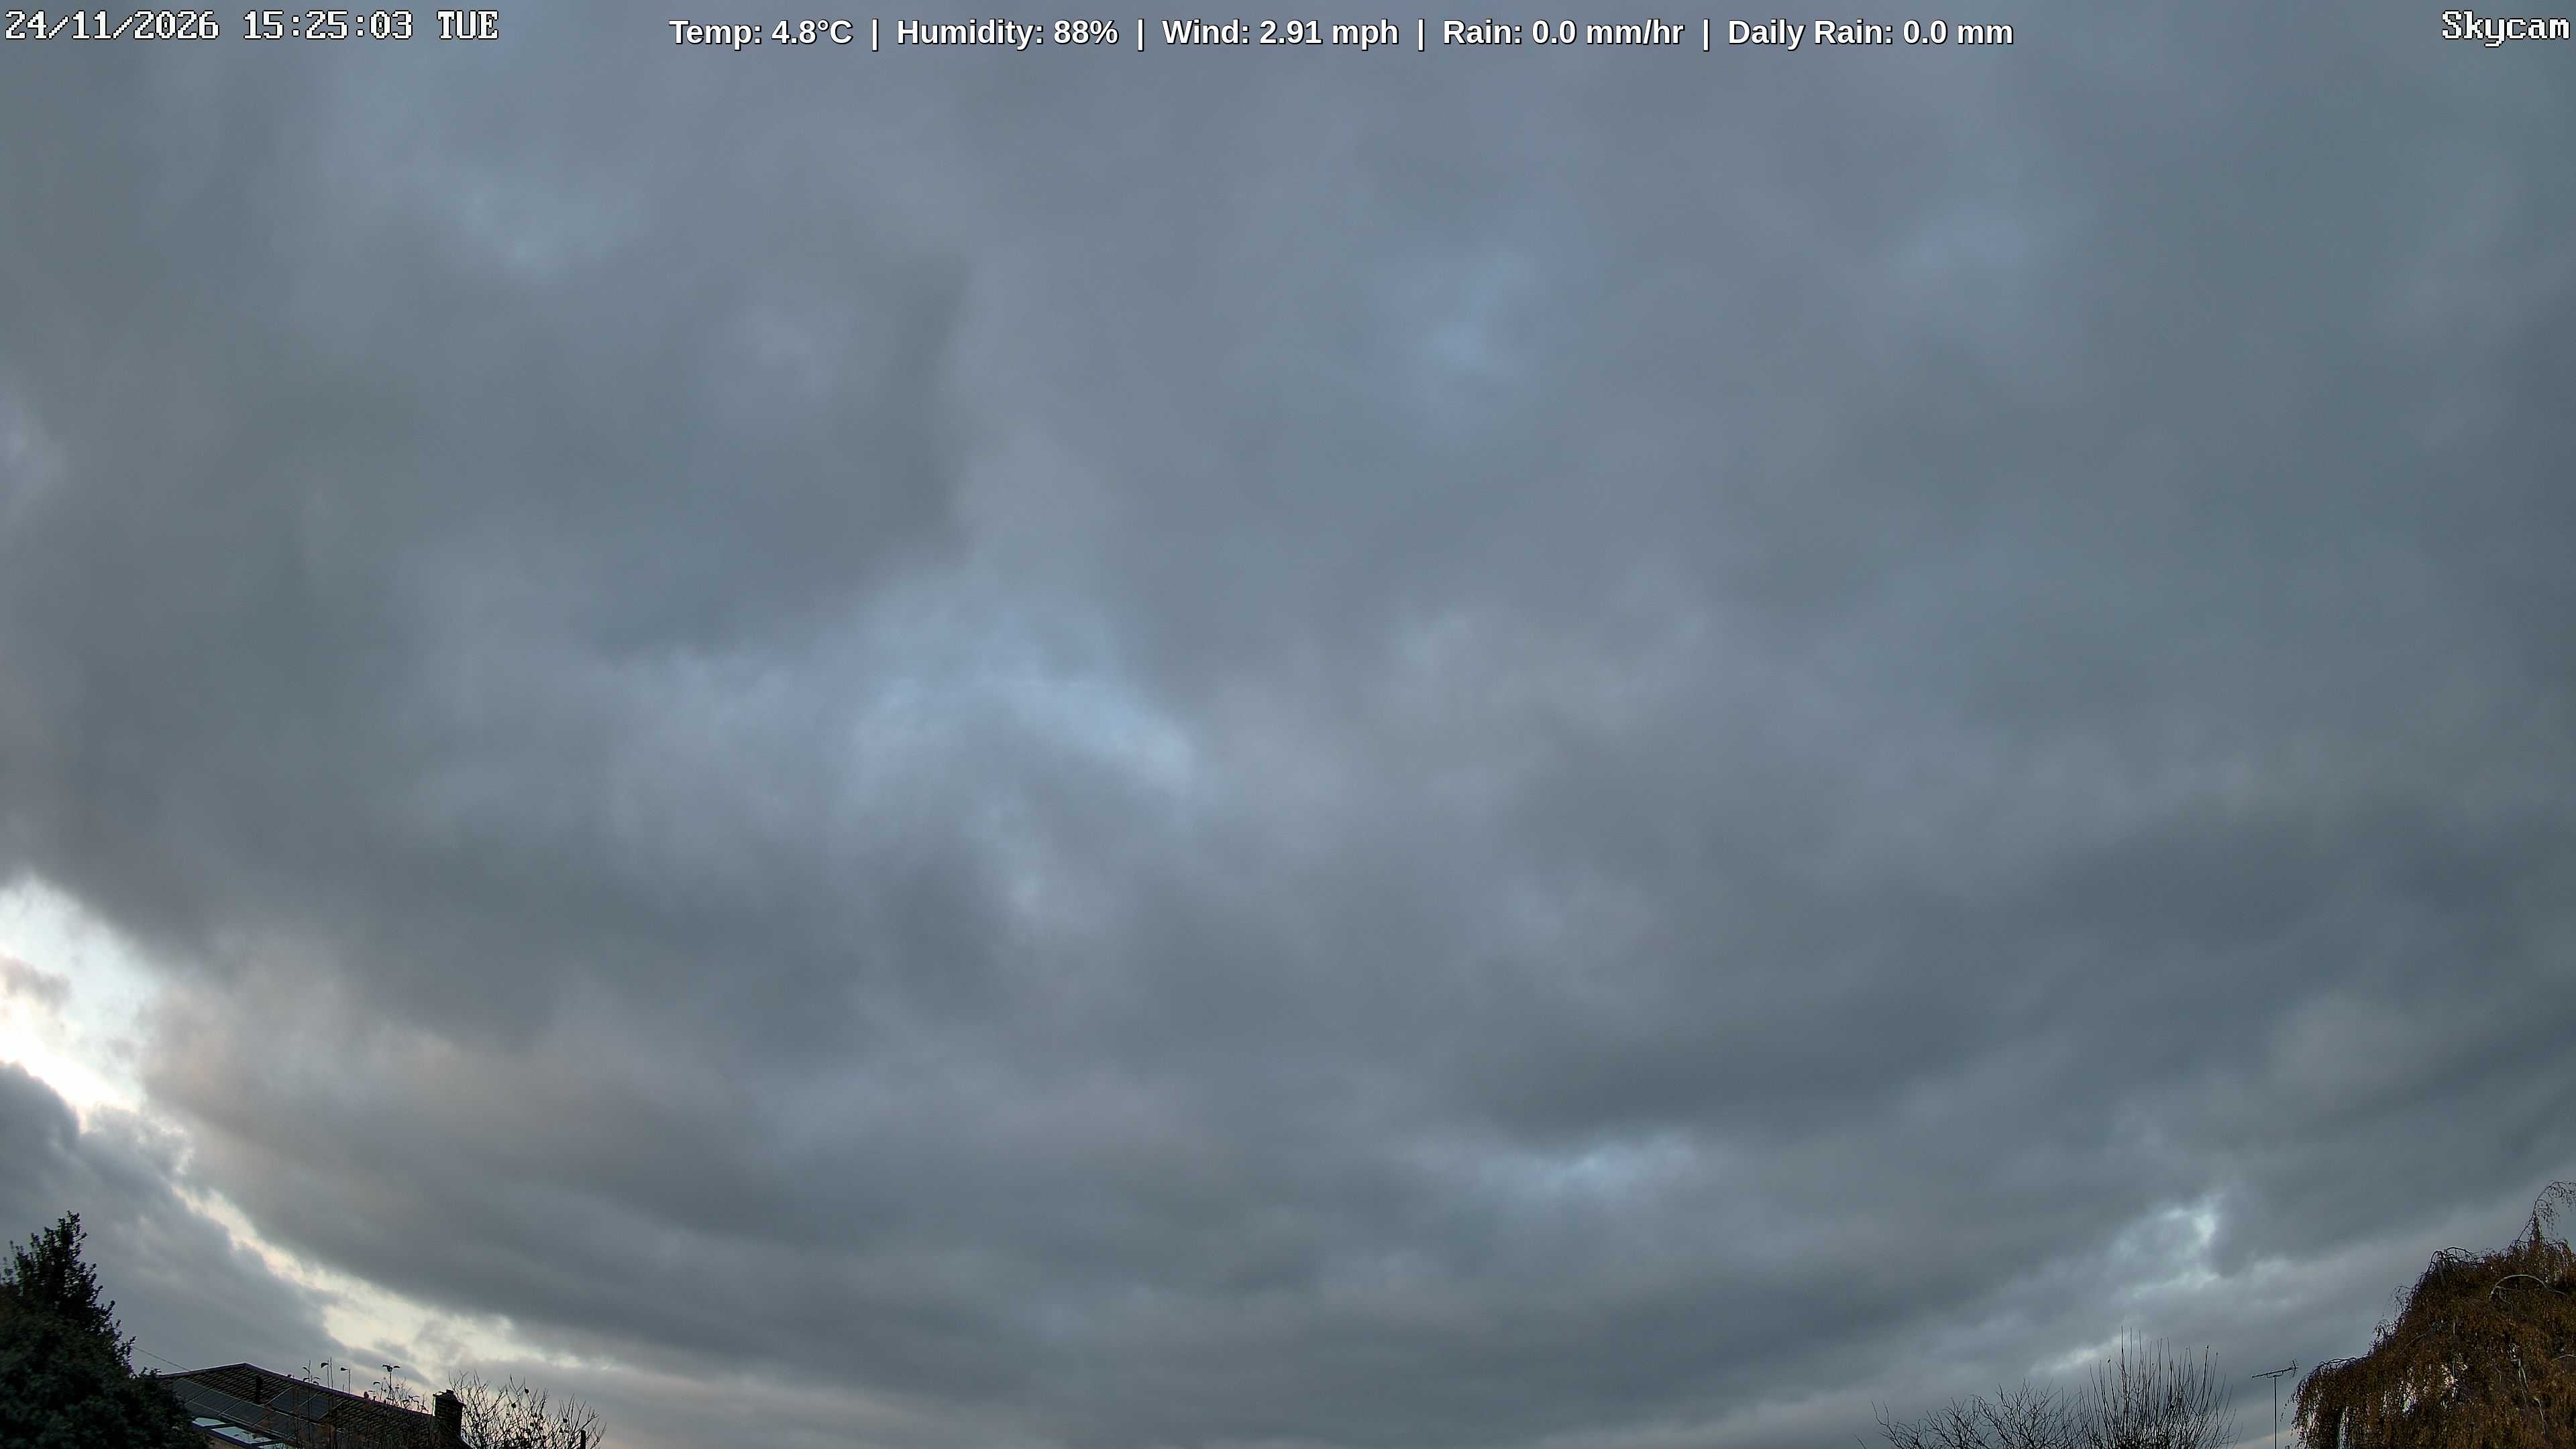 24/11/2026 15:25:03 TUE
Temp: 4.8°C | Humidity: 88% | Wind: 2.91 mph | Rain: 0.0 mm/hr | Daily Rain: 0.0 mm
Skycam